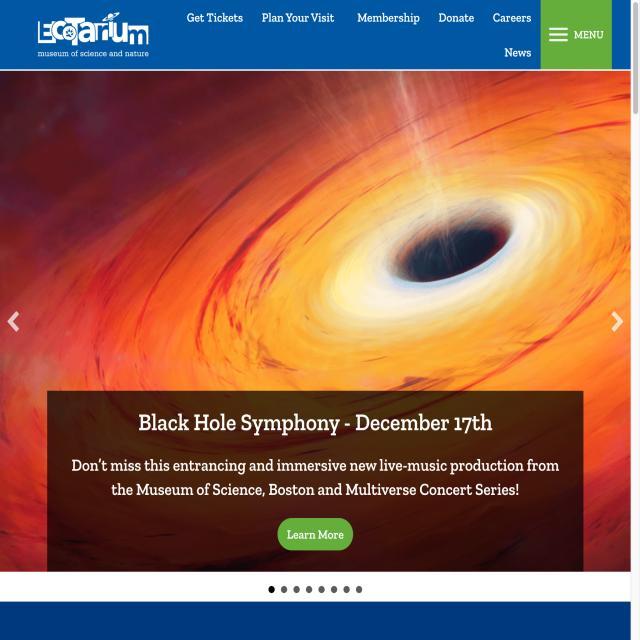 EcoTarium
museum of science and nature
Get Tickets
Plan Your Visit
Membership
Donate
Careers
News
MENU
Black Hole Symphony - December 17th
Don't miss this entrancing and immersive new live-music production from
the Museum of Science, Boston and Multiverse Concert Series!
Learn More